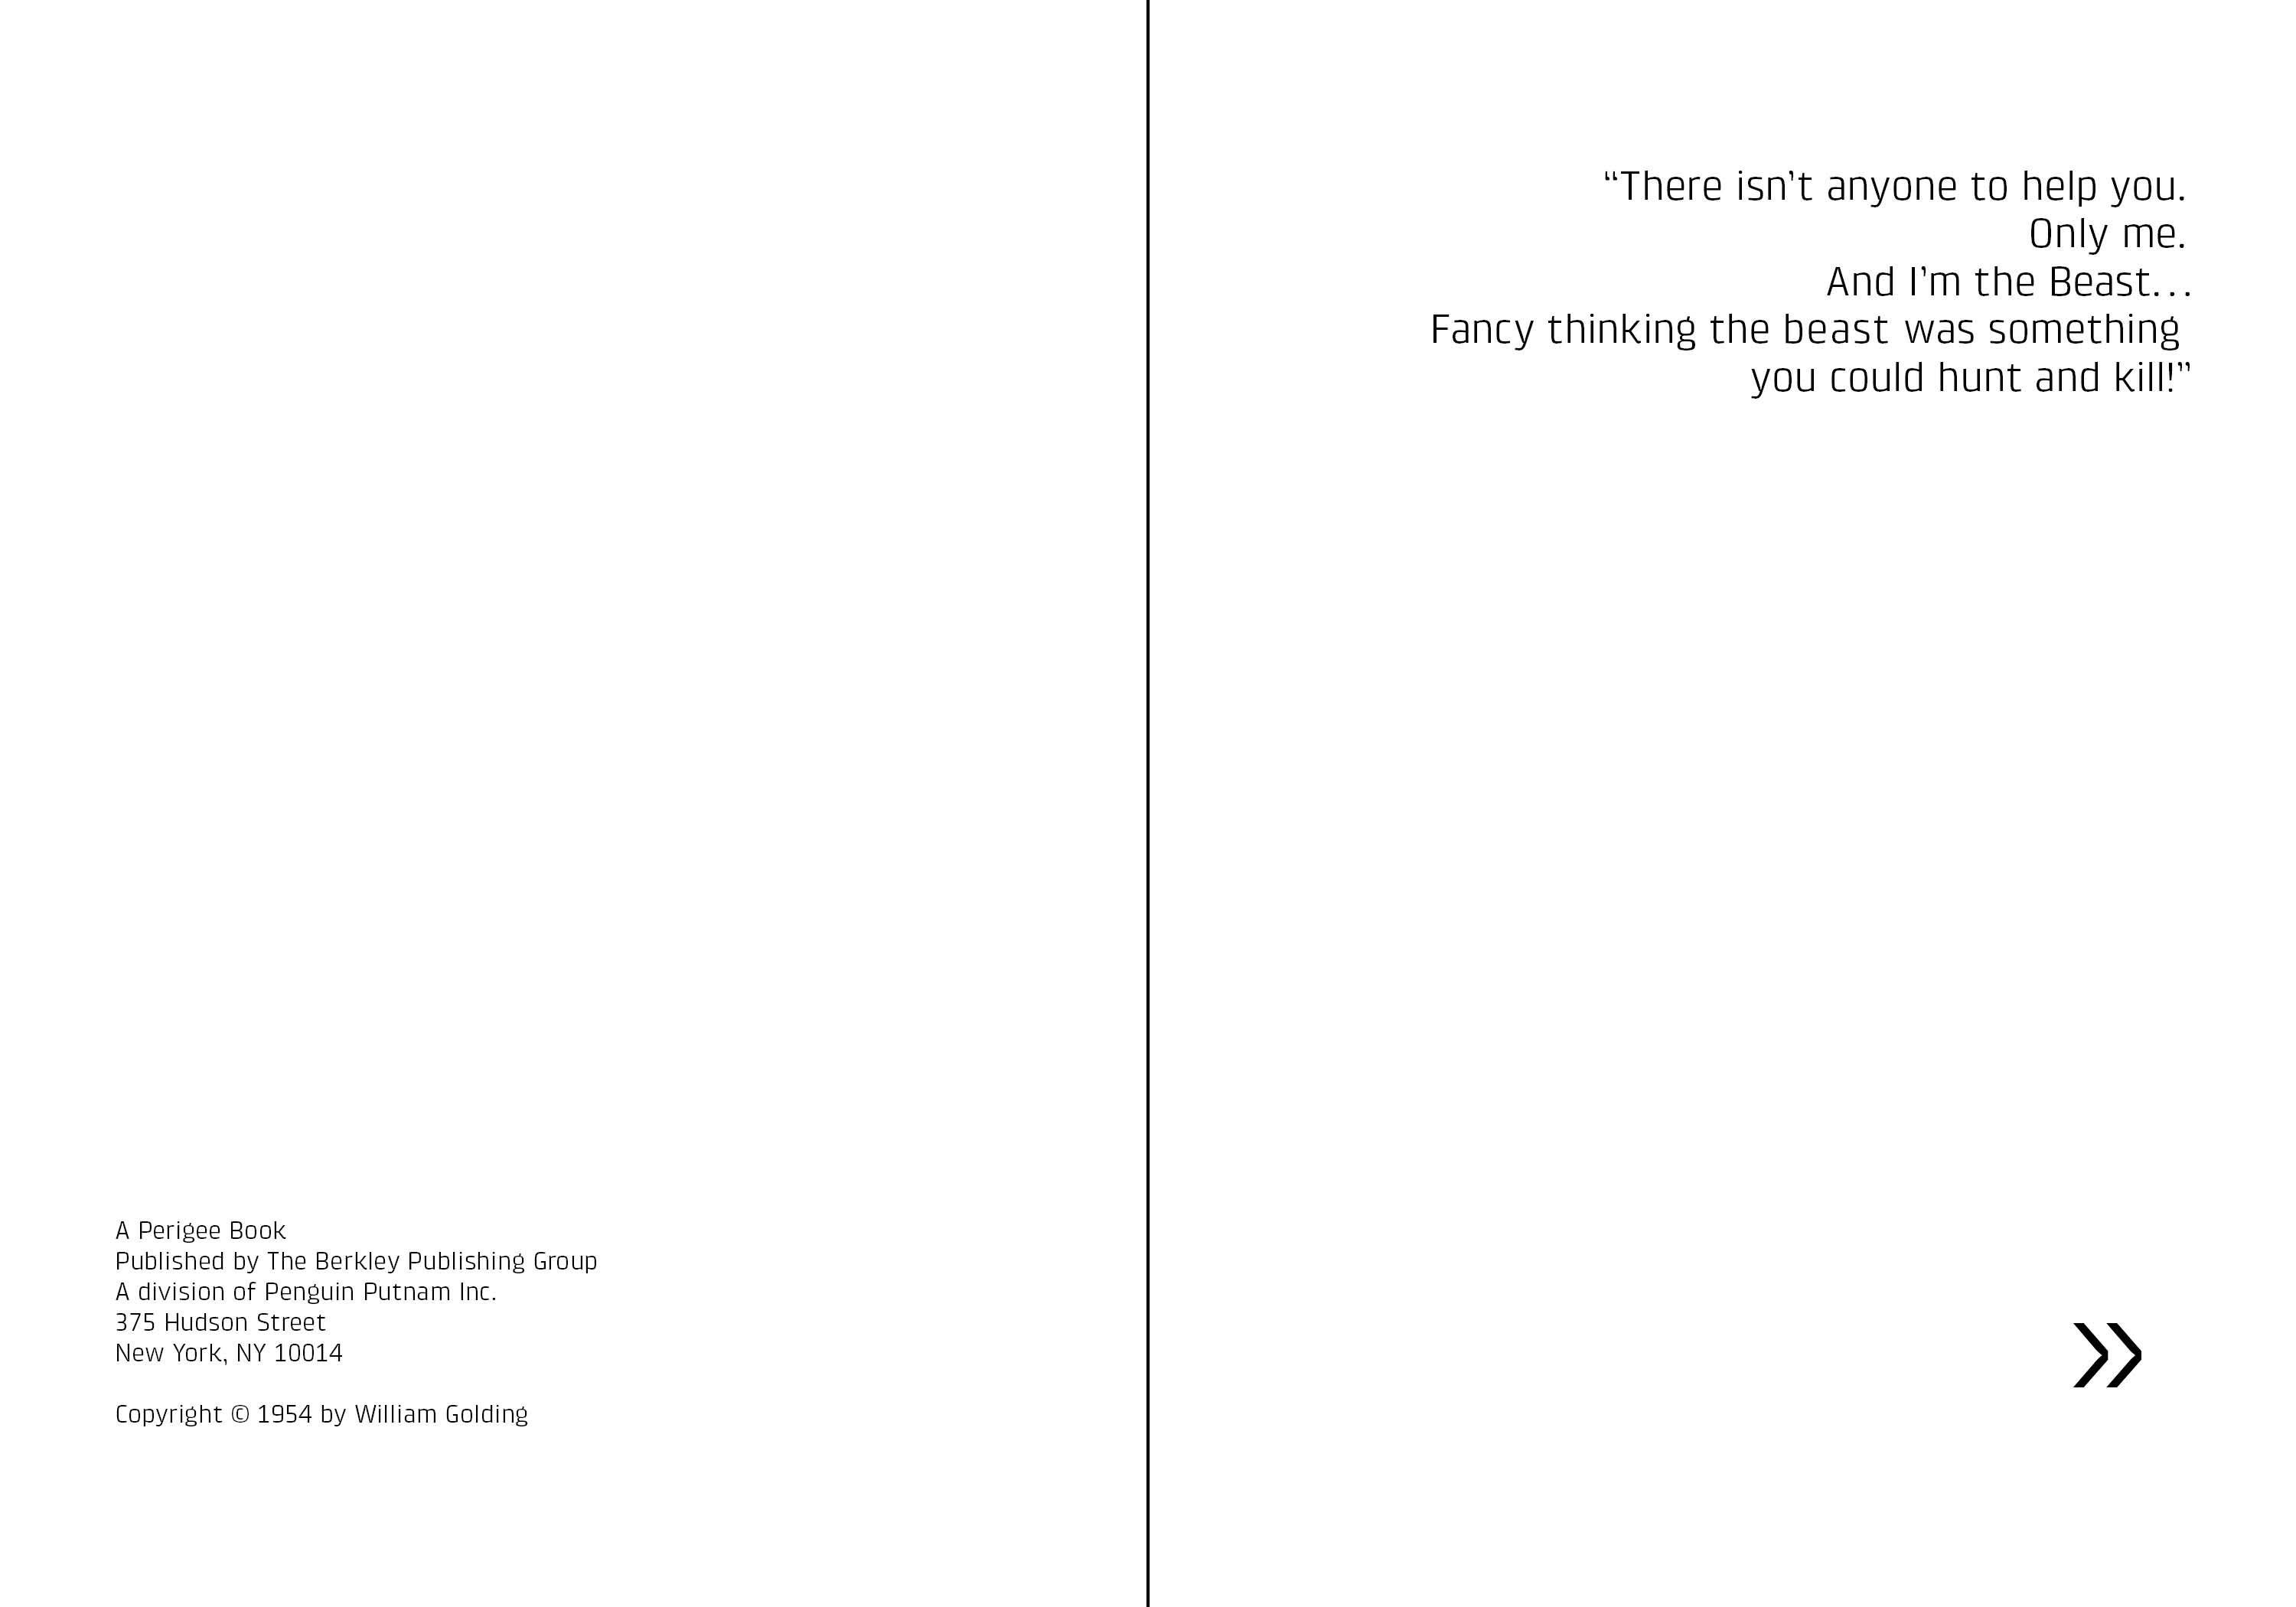 A Perigee Book
Published by The Berkley Publishing Group
A division of Penguin Putnam Inc.
375 Hudson Street
New York, NY 10014
Copyright © 1954 by William Golding
“There isn’t anyone to help you.
Only me.
And I’m the Beast...
Fancy thinking the beast was something
you could hunt and kill!”
»